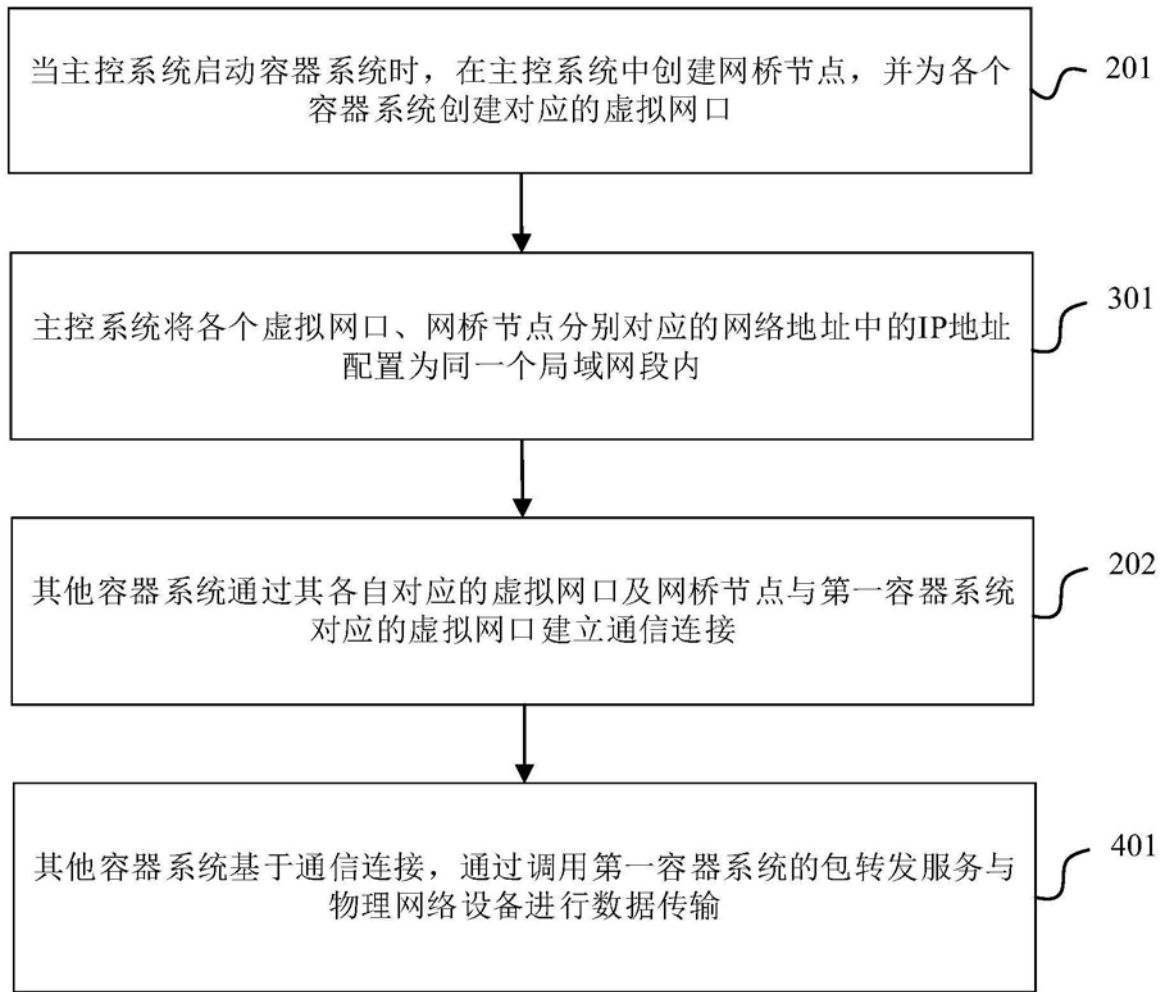 当主控系统启动容器系统时，在主控系统中创建网桥节点，并为各个
容器系统创建对应的虚拟网口
201
主控系统将各个虚拟网口、网桥节点分别对应的网络地址中的IP地址
配置为同一个局域网段内
301
其他容器系统通过其各自对应的虚拟网口及网桥节点与第一容器系统
对应的虚拟网口建立通信连接
202
其他容器系统基于通信连接，通过调用第一容器系统的包转发服务与
物理网络设备进行数据传输
401